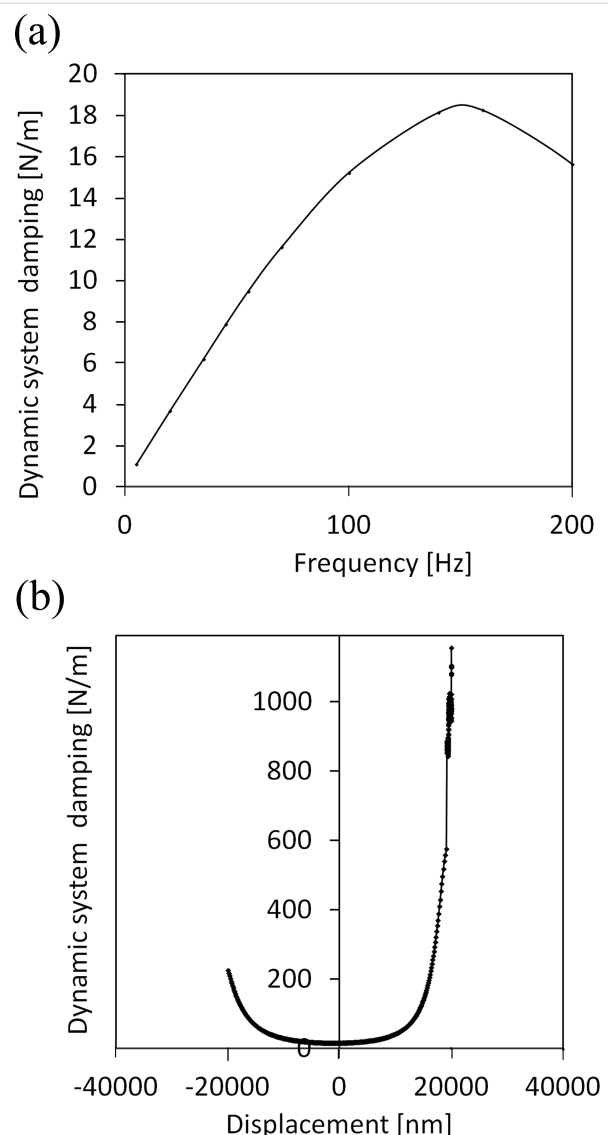 (a)
Dynamic system damping [N/m]
20
18
16
14
12
10
8
6
4
2
0
0 100 200
Frequency [Hz]
(b)
Dynamic system damping [N/m]
1000
800
600
400
200
0
-40000 -20000 0 20000 40000
Displacement [nm]